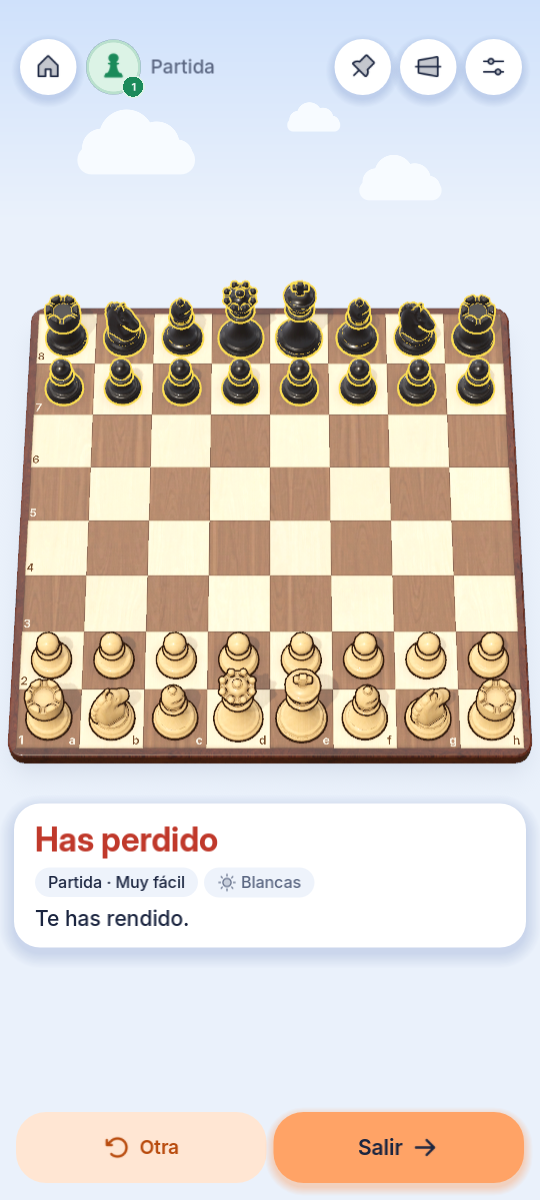 1
Partida
8
7
6
5
4
3
2
1 a b c d e f g h
Has perdido
Partida · Muy fácil
Blancas
Te has rendido.
Otra
Salir